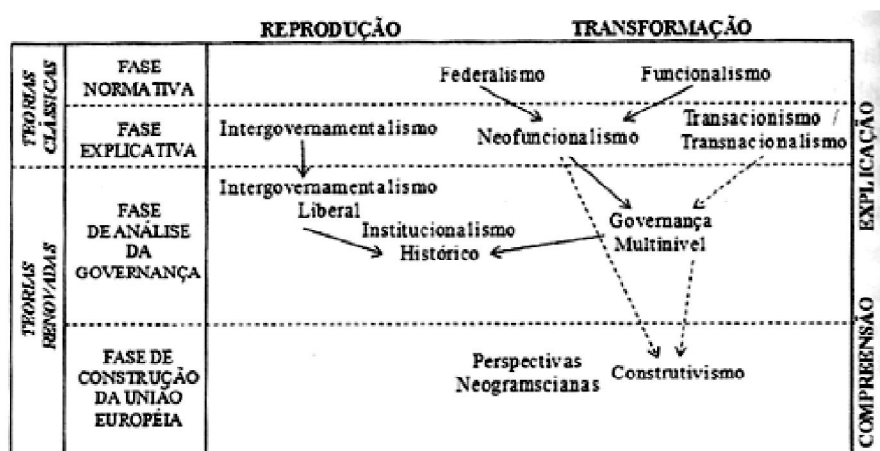 REPRODUÇÃO
TRANSFORMAÇÃO
TEORIAS
CLÁSSICAS
FASE
NORMATIVA
Federalismo
Funcionalismo
FASE
EXPLICATIVA
Intergovernamentalismo
Neofuncionalismo
Transacionismo /
Transnacionalismo
EXPLICAÇÃO
TEORIAS
RENOVADAS
FASE
DE ANÁLISE
DA
GOVERNANÇA
Intergovernamentalismo
Liberal
Institucionalismo
Histórico
Governança
Multinível
FASE DE
CONSTRUÇÃO
DA UNIÃO
EUROPÉIA
Perspectivas
Neogramscianas
Construtivismo
COMPREENSÃO